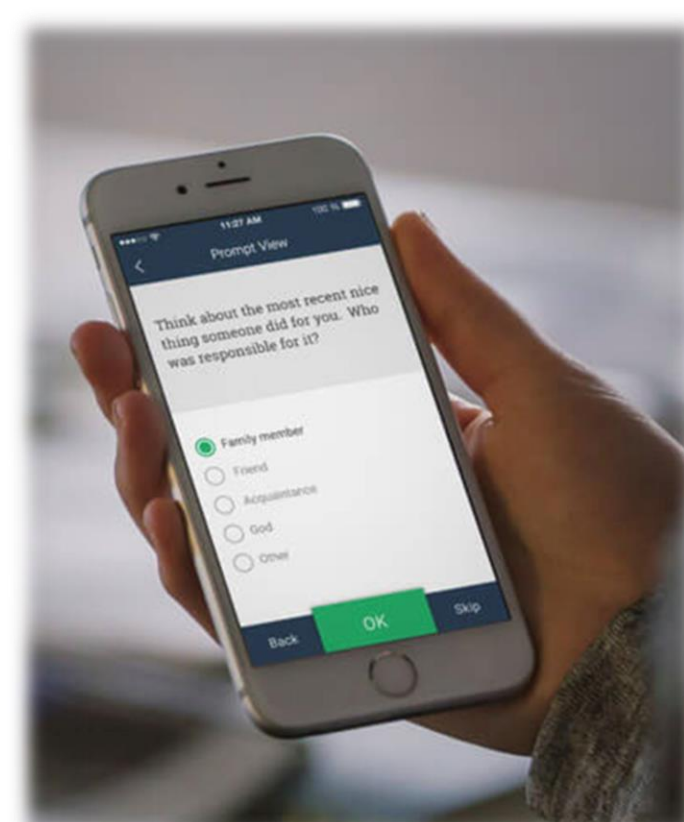 11:27 AM
100 %
Prompt View
Think about the most recent nice
thing someone did for you. Who
was responsible for it?
Family member
Friend
Acquaintance
God
Other
Back
OK
Skip